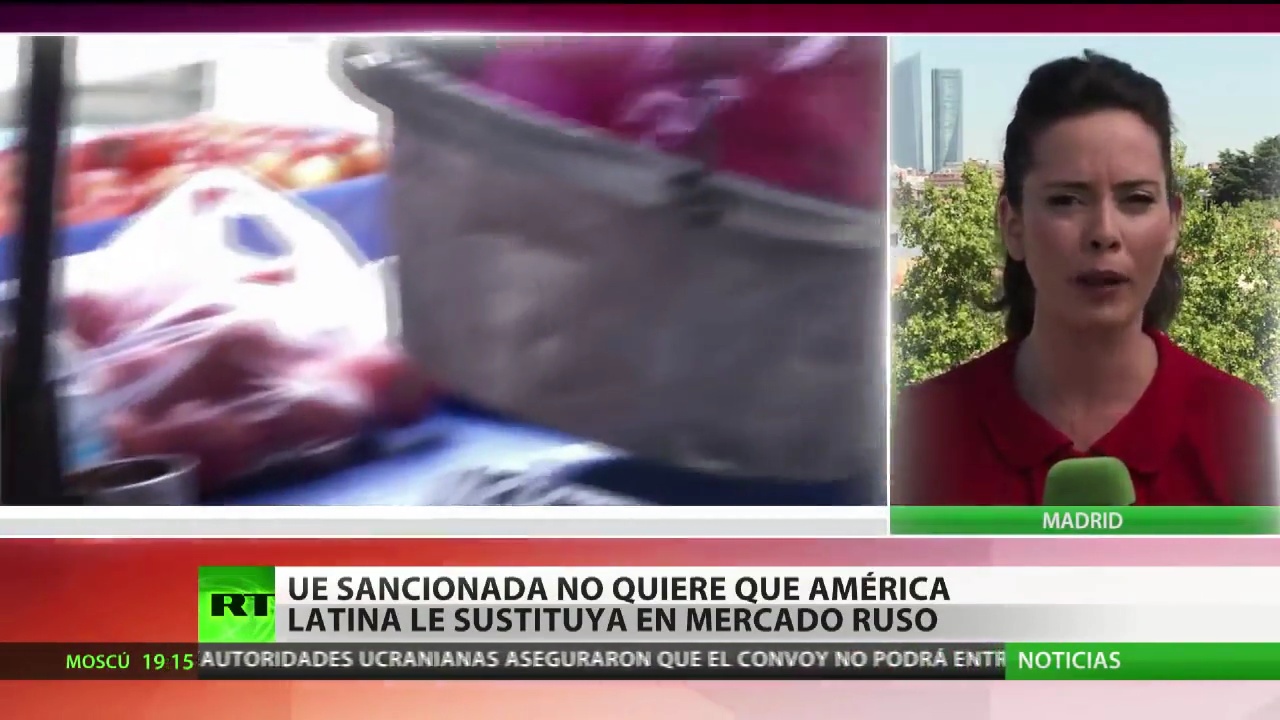 MADRID
RT
UE SANCIONADA NO QUIERE QUE AMÉRICA
LATINA LE SUSTITUYA EN MERCADO RUSO
MOSCÚ 19 15
AUTORIDADES UCRANIANAS ASEGURARON QUE EL CONVOY NO PODRÁ ENTR
NOTICIAS